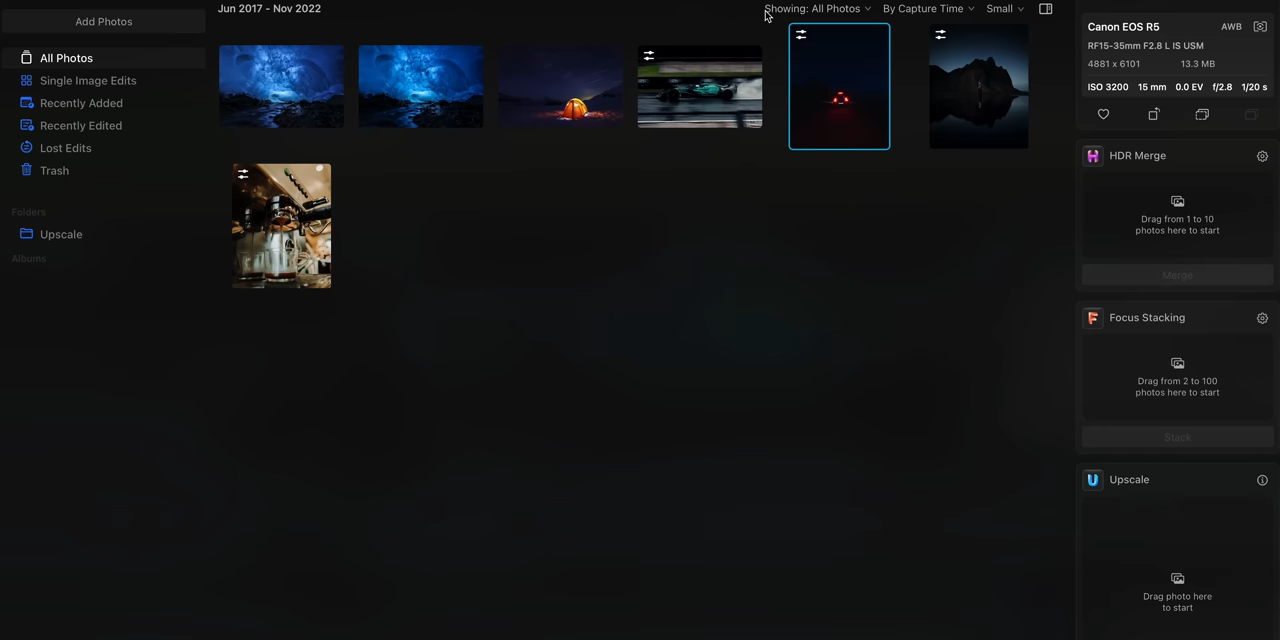 Add Photos
All Photos
Single Image Edits
Recently Added
Recently Edited
Lost Edits
Trash
Folders
Upscale
Albums
Jun 2017 - Nov 2022
Showing: All Photos
By Capture Time
Small
Canon EOS R5 AWB
RF15-35mm F2.8 L IS USM
4881 x 6101 13.3 MB
ISO 3200 15 mm 0.0 EV f/2.8 1/20 s
HDR Merge
Drag from 1 to 10
photos here to start
Merge
Focus Stacking
Drag from 2 to 100
photos here to start
Stack
Upscale
Drag photo here
to start